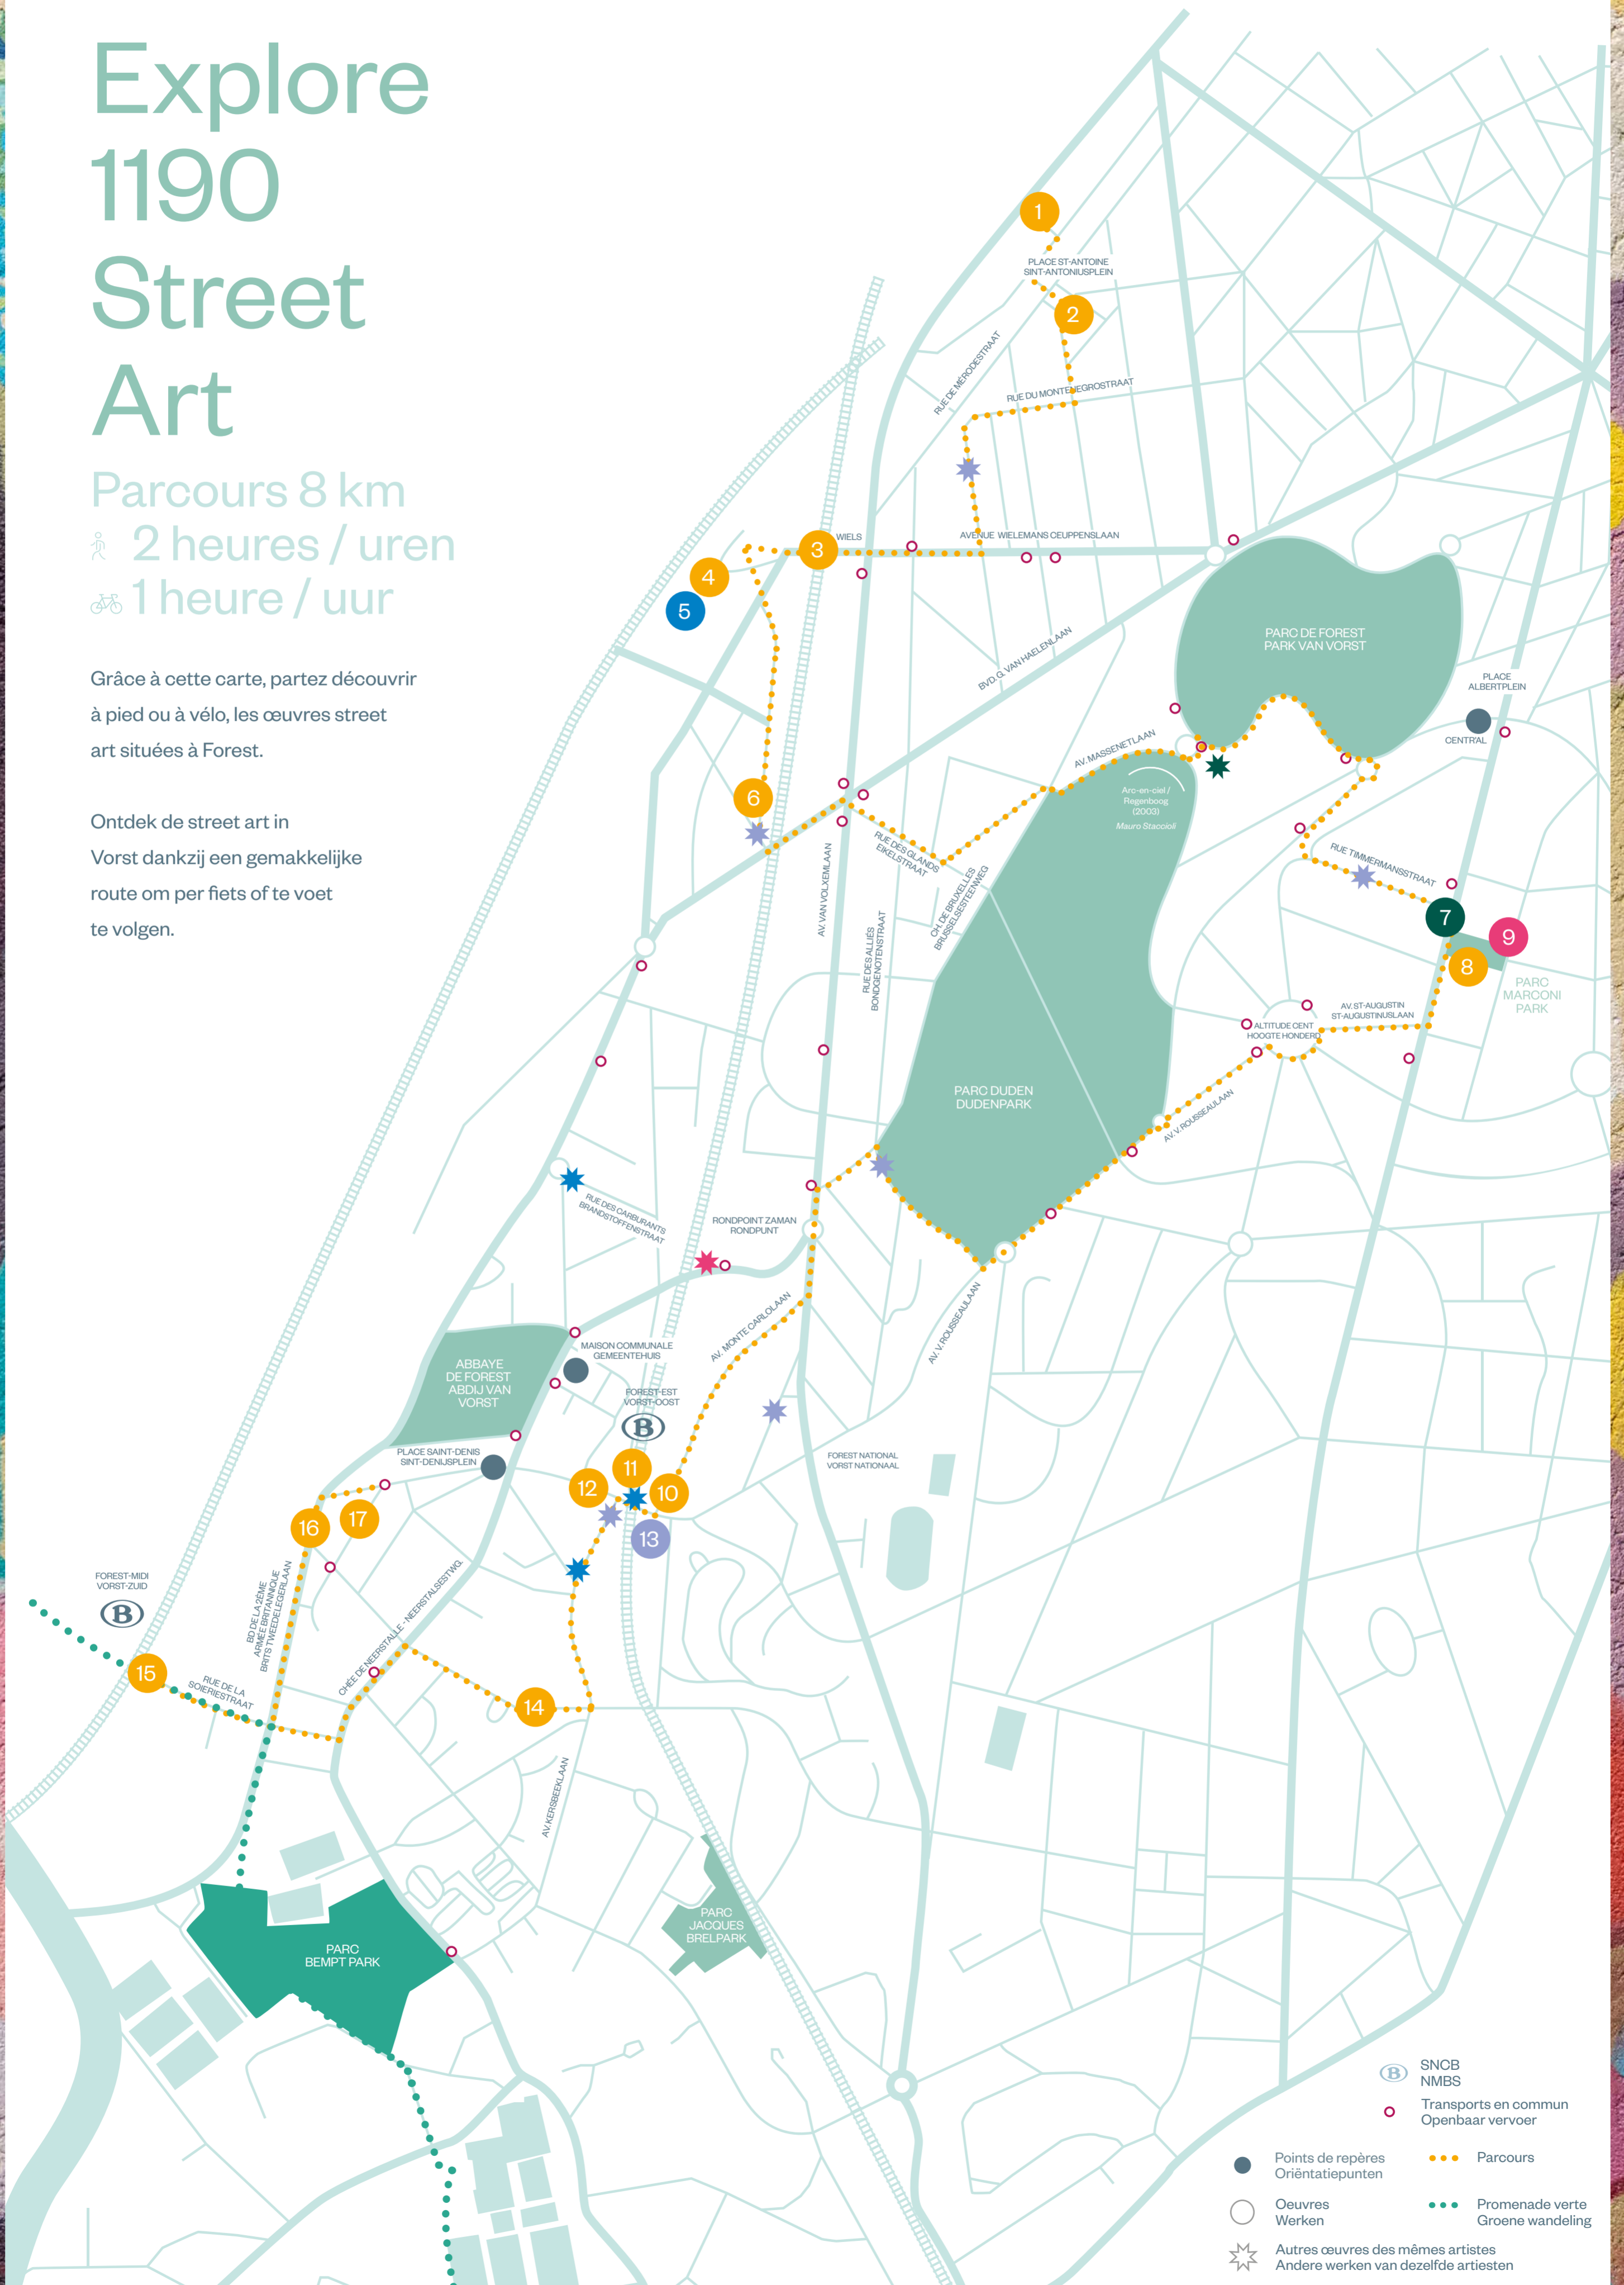 Explore
1190
Street
Art
Parcours 8 km
2 heures / uren
1 heure / uur
Grâce à cette carte, partez découvrir
à pied ou à vélo, les œuvres street
art situées à Forest.
Ontdek de street art in
Vorst dankzij een gemakkelijke
route om per fiets of te voet
te volgen.
1
PLACE ST-ANTOINE
SINT-ANTONIUSPLEIN
2
RUE DE MÉRODESTRAAT
RUE DU MONTENEGROSTRAAT
3
WIELS
AVENUE WIELEMANS CEUPPENSLAAN
4
5
BVD. G. VAN HAELENLAAN
PARC DE FOREST
PARK VAN VORST
PLACE
ALBERTPLEIN
CENTR'AL
AV. MASSENETLAAN
Arc-en-ciel /
Regenboog
(2003)
Mauro Staccioli
6
RUE DES GLANDS
EIKELSTRAAT
AV. VAN VOLXEMLAAN
CH. DE BRUXELLES
BRUSSELSESTEENWEG
RUE DES ALLIÉS
BONDGENOTENSTRAAT
RUE TIMMERMANSSTRAAT
7
9
8
PARC
MARCONI
PARK
AV. ST-AUGUSTIN
ST-AUGUSTINUSLAAN
ALTITUDE CENT
HOOGTE HONDERD
PARC DUDEN
DUDENPARK
AV. V. ROUSSEAULAAN
RUE DES CARBURANTS
BRANDSTOFFENSTRAAT
RONDPOINT ZAMAN
RONDPUNT
AV. MONTE CARLOLAAN
AV. V. ROUSSEAULAAN
MAISON COMMUNALE
GEMEENTEHUIS
ABBAYE
DE FOREST
ABDIJ VAN
VORST
FOREST-EST
VORST-OOST
B
PLACE SAINT-DENIS
SINT-DENIJSPLEIN
FOREST NATIONAL
VORST NATIONAAL
11
12
10
13
16
17
FOREST-MIDI
VORST-ZUID
B
BD DE LA 2ÈME
ARMÉE BRITANNIQUE
BRITS TWEEDELEGERLAAN
CHÉE DE NEERSTALLE - NEERSTALSESTWG.
15
RUE DE LA
SOIERIESTRAAT
14
AV. KERSBEEKLAAN
PARC
JACQUES
BRELPARK
PARC
BEMPT PARK
B
SNCB
NMBS
Transports en commun
Openbaar vervoer
Points de repères
Oriëntatiepunten
Parcours
Oeuvres
Werken
Promenade verte
Groene wandeling
Autres œuvres des mêmes artistes
Andere werken van dezelfde artiesten